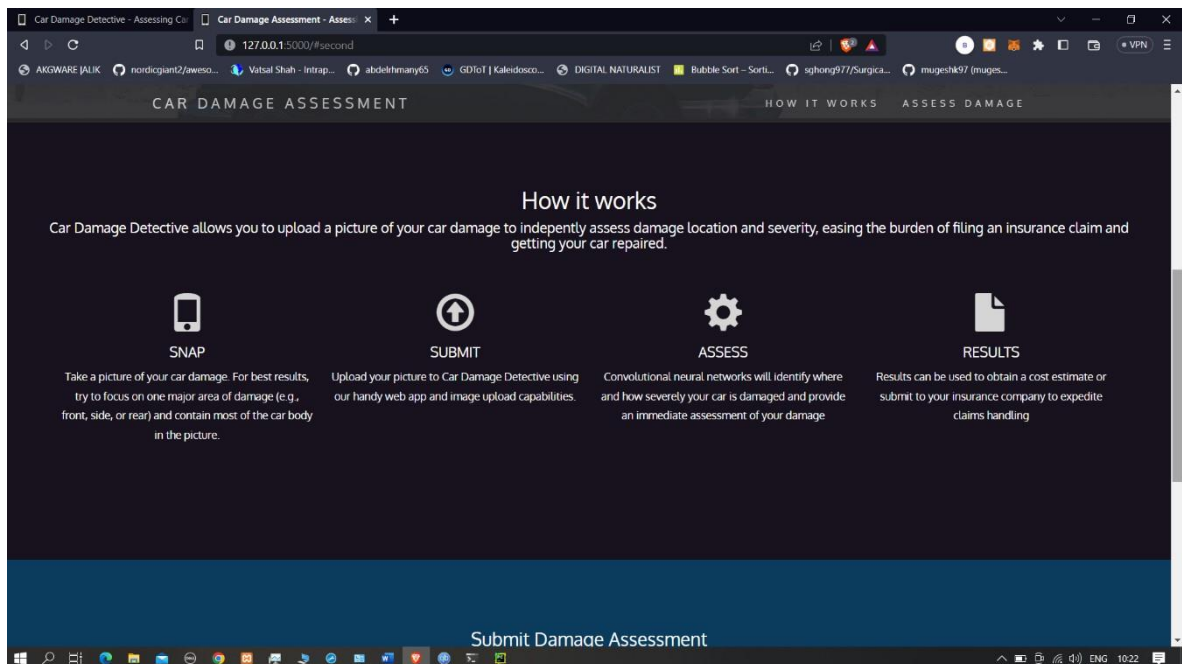 Car Damage Detective - Assessing Car
Car Damage Assessment - Assess
127.0.0.1:5000/#second
VPN
AKGWARE JALIK
nordicgiant2/aweso...
Vatsal Shah - Intrap...
abdelrhmany65
GDToT | Kaleidosco...
DIGITAL NATURALIST
Bubble Sort – Sorti...
sghong977/Surgica...
mugeshk97 (muges...
CAR DAMAGE ASSESSMENT
HOW IT WORKS
ASSESS DAMAGE
How it works
Car Damage Detective allows you to upload a picture of your car damage to indepently assess damage location and severity, easing the burden of filing an insurance claim and
getting your car repaired.
SNAP
Take a picture of your car damage. For best results,
try to focus on one major area of damage (e.g.,
front, side, or rear) and contain most of the car body
in the picture.
SUBMIT
Upload your picture to Car Damage Detective using
our handy web app and image upload capabilities.
ASSESS
Convolutional neural networks will identify where
and how severely your car is damaged and provide
an immediate assessment of your damage
RESULTS
Results can be used to obtain a cost estimate or
submit to your insurance company to expedite
claims handling
Submit Damage Assessment
ENG
10:22